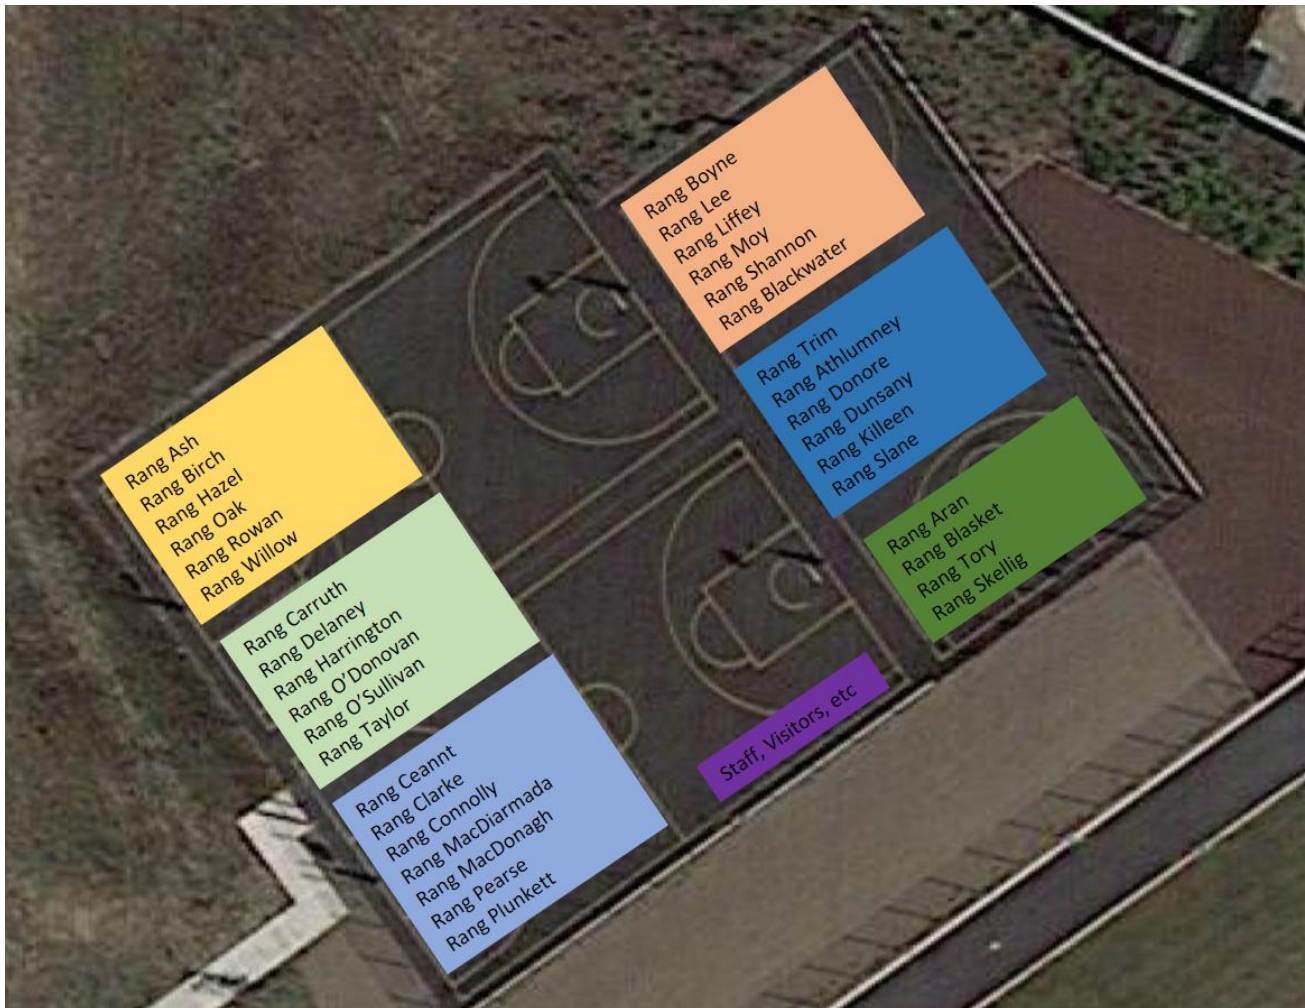 Rang Ash
Rang Birch
Rang Hazel
Rang Oak
Rang Rowan
Rang Willow
Rang Carruth
Rang Delaney
Rang Harrington
Rang O’Donovan
Rang O’Sullivan
Rang Taylor
Rang Ceannt
Rang Clarke
Rang Connolly
Rang MacDiarmada
Rang MacDonagh
Rang Pearse
Rang Plunkett
Rang Boyne
Rang Lee
Rang Liffey
Rang Moy
Rang Shannon
Rang Blackwater
Rang Trim
Rang Athlumney
Rang Donore
Rang Dunsany
Rang Killeen
Rang Slane
Rang Aran
Rang Blasket
Rang Tory
Rang Skellig
Staff, Visitors, etc